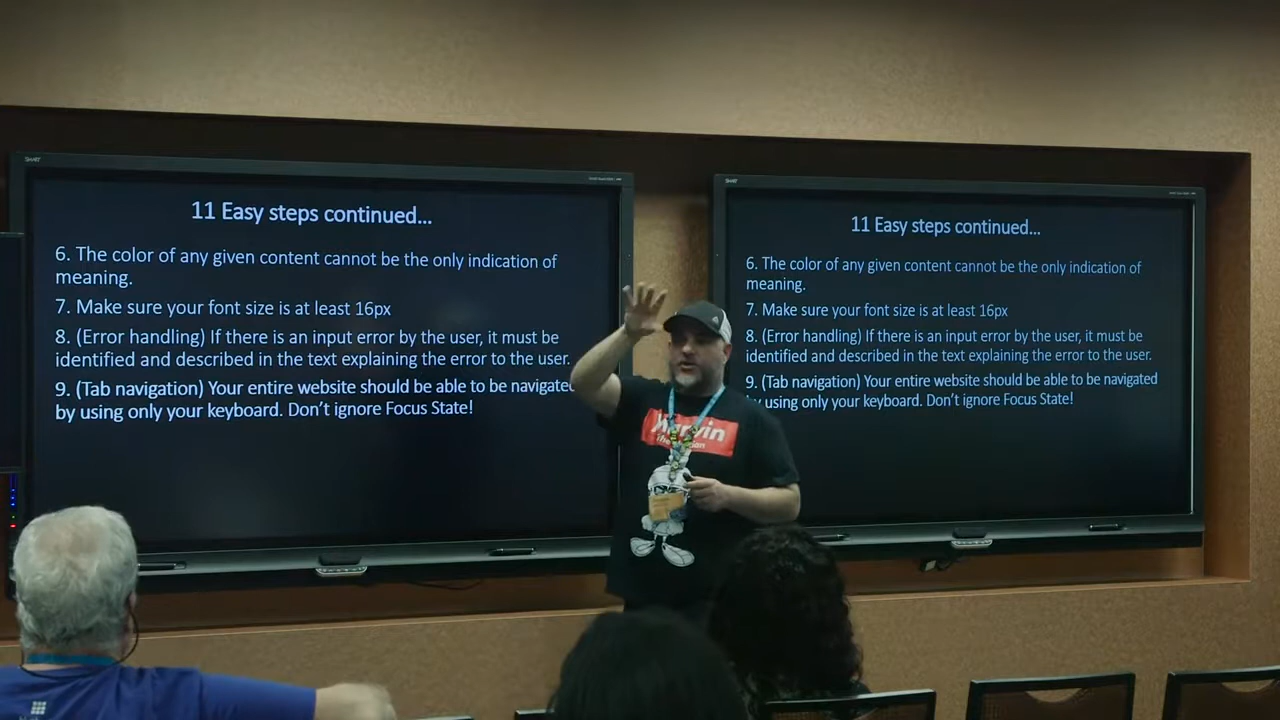 SMART
11 Easy steps continued...
6. The color of any given content cannot be the only indication of
meaning.
7. Make sure your font size is at least 16px
8. (Error handling) If there is an input error by the user, it must be
identified and described in the text explaining the error to the user.
9. (Tab navigation) Your entire website should be able to be navigated
by using only your keyboard. Don't ignore Focus State!
SMART
11 Easy steps continued...
6. The color of any given content cannot be the only indication of
meaning.
7. Make sure your font size is at least 16px
8. (Error handling) If there is an input error by the user, it must be
identified and described in the text explaining the error to the user.
9. (Tab navigation) Your entire website should be able to be navigated
by using only your keyboard. Don't ignore Focus State!
Marvin